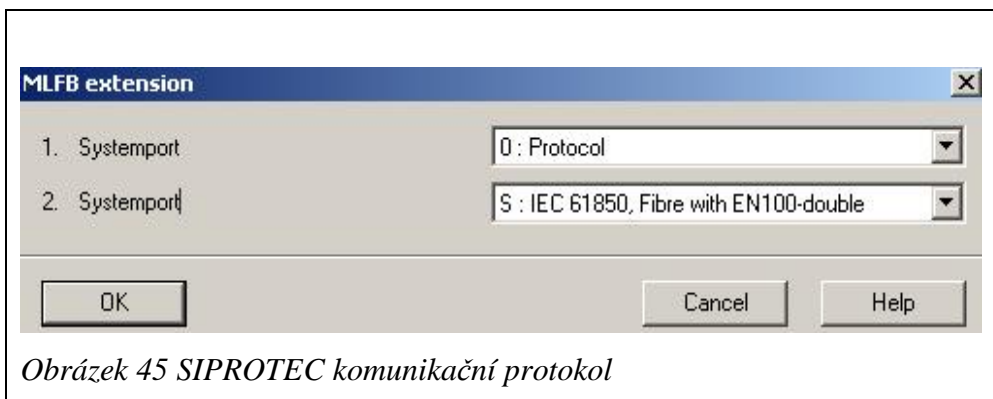 MLFB extension
1. Systemport 0 : Protocol
2. Systemport S : IEC 61850, Fibre with EN100-double
OK Cancel Help
Obrázek 45 SIPROTEC komunikační protokol